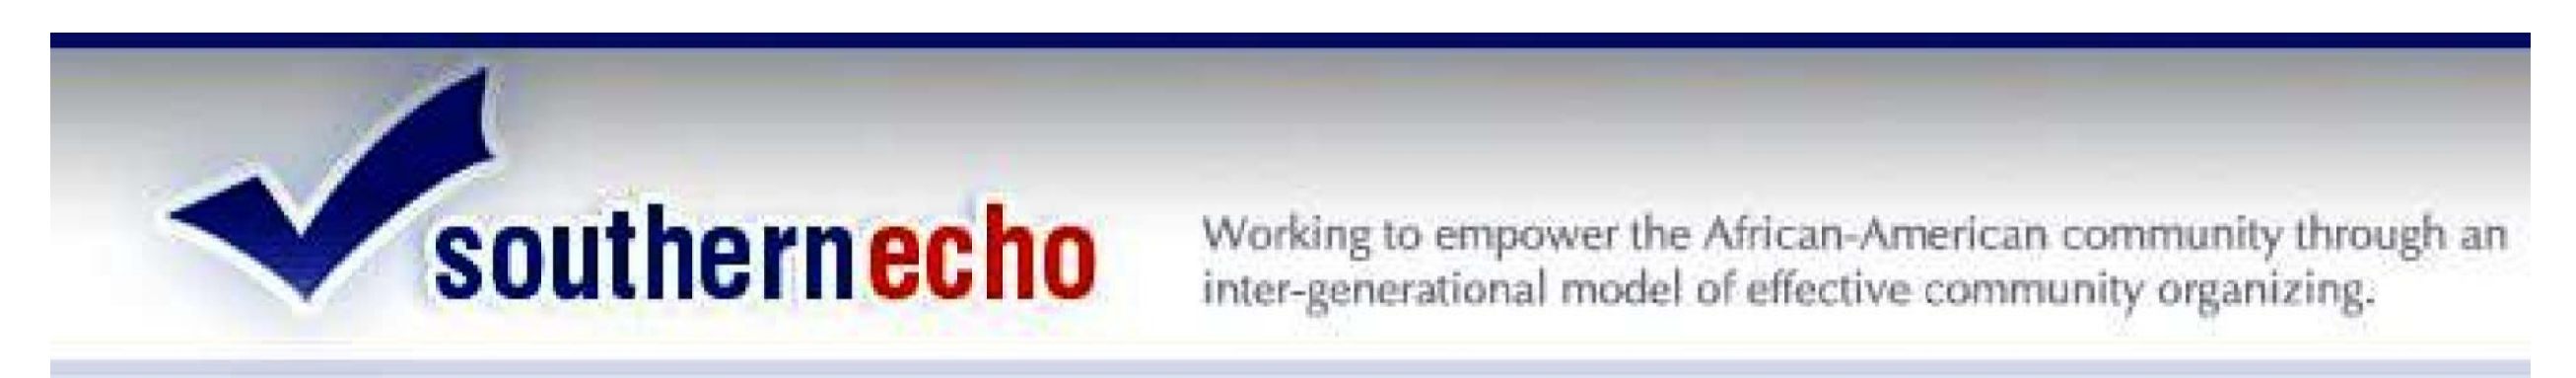 southernecho
Working to empower the African-American community through an
inter-generational model of effective community organizing.